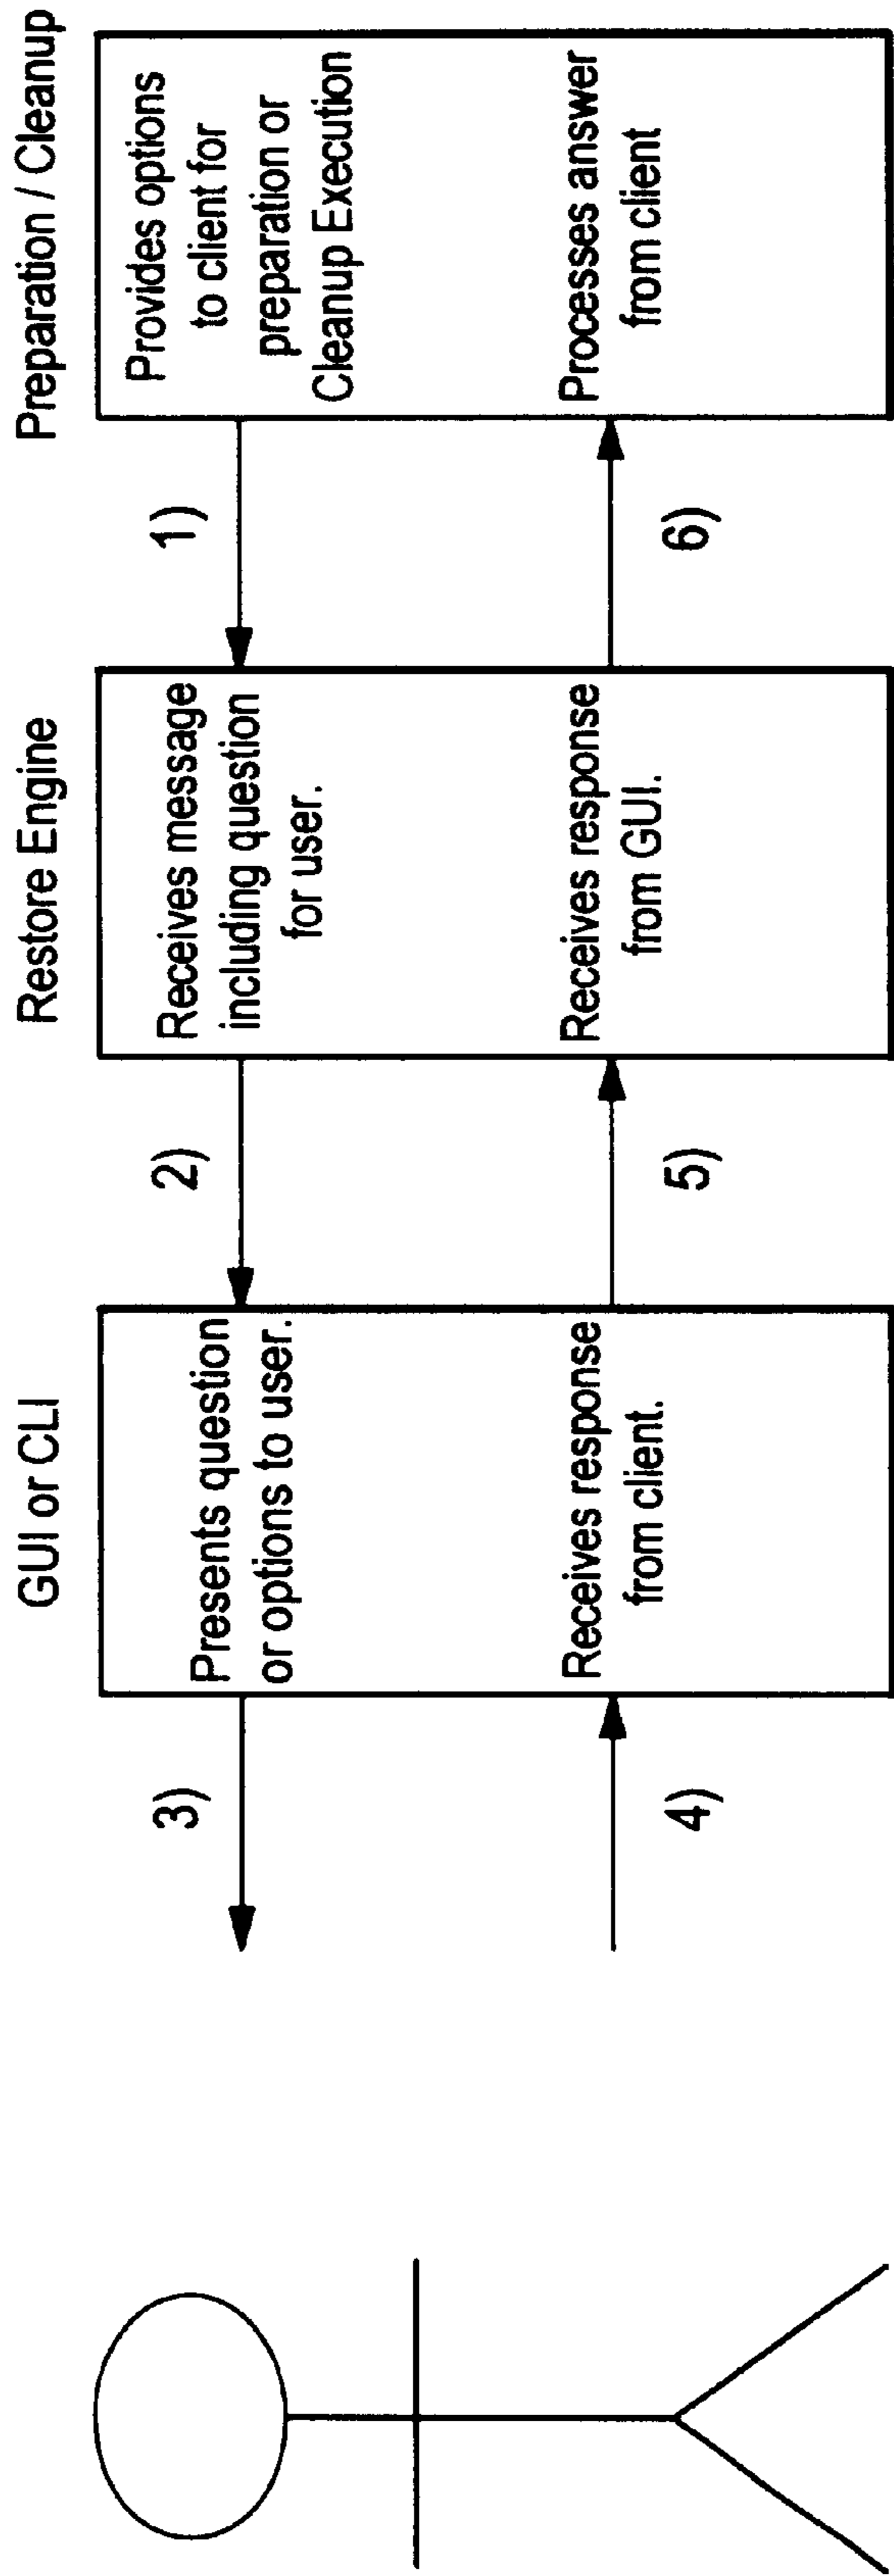 GUI or CLI
Presents question
or options to user.
Receives response
from client.
3)
4)
2)
5)
Restore Engine
Receives message
including question
for user.
Receives response
from GUI.
1)
6)
Preparation / Cleanup
Provides options
to client for
preparation or
Cleanup Execution
Processes answer
from client